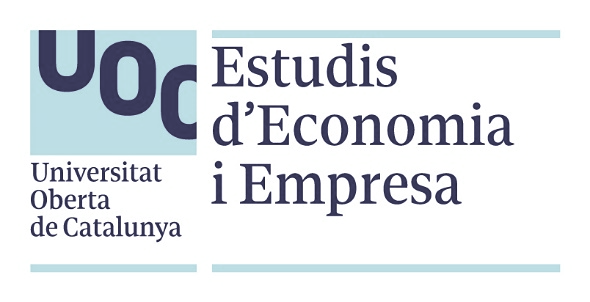 UOC
Universitat
Oberta
de Catalunya
Estudis
d’Economia
i Empresa